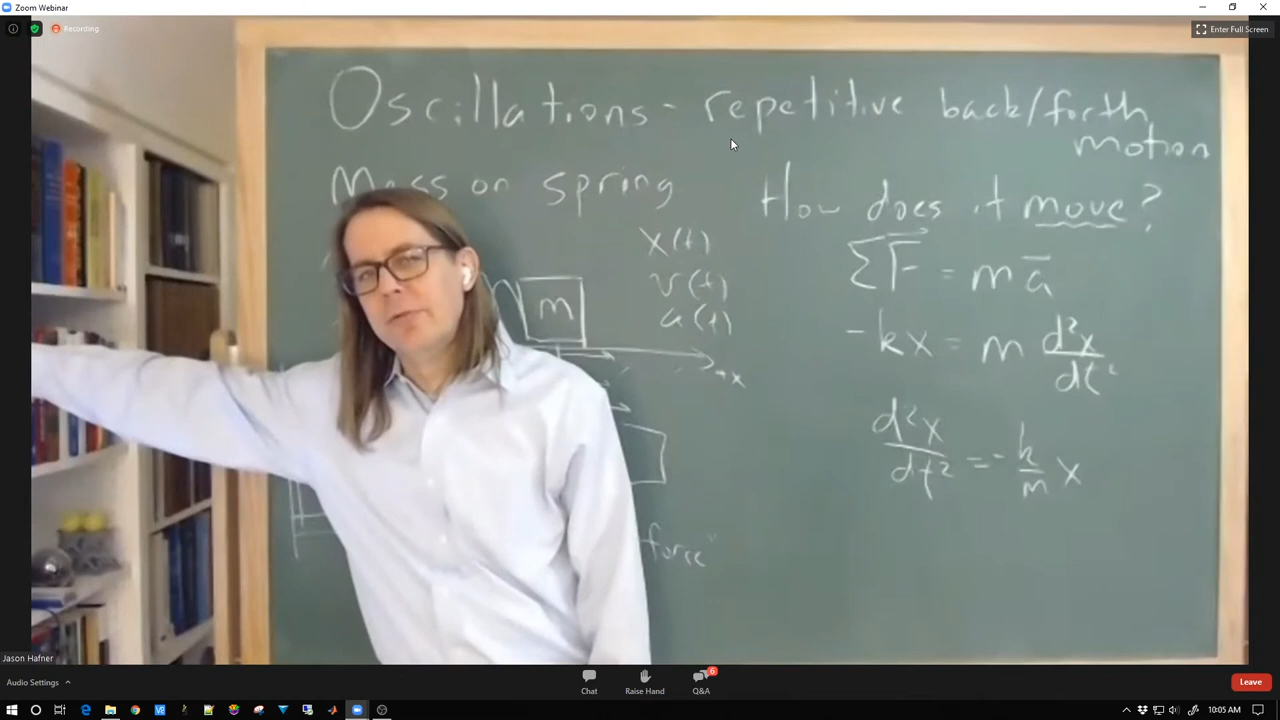 Zoom Webinar
Recording
Enter Full Screen
Oscillations - repetitive back/forth
motion
Mass on spring
How does it move?
x(t)
v(t)
a(t)
m
+x
ΣF⃗ = m a̅
-kx = m d²x/dt²
d²x/dt² = - k/m x
force"
Jason Hafner
Audio Settings
Chat
Raise Hand
Q&A
6
Leave
10:05 AM